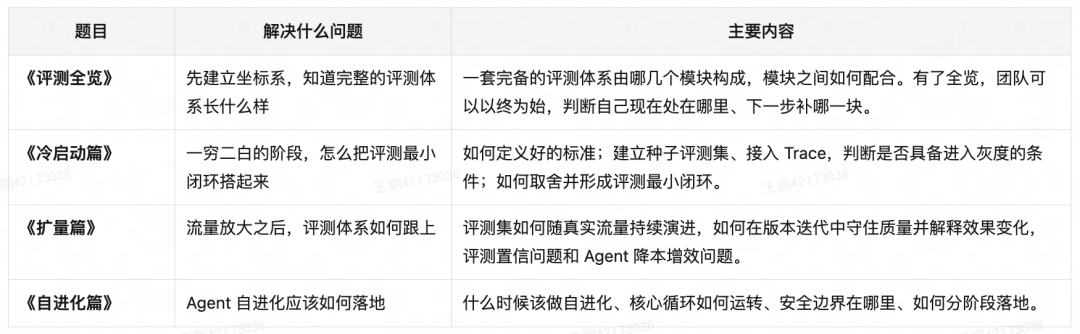 题目 解决什么问题 主要内容
《评测全览》 先建立坐标系，知道完整的评测体 一套完备的评测体系由哪几个模块构成，模块之间如何配合。有了全览，团队可
系长什么样 以以终为始，判断自己现在处在哪里、下一步补哪一块。
《冷启动篇》 一穷二白的阶段，怎么把评测最小 如何定义好的标准；建立种子评测集、接入 Trace，判断是否具备进入灰度的条
闭环搭起来 件；如何取舍并形成评测最小闭环。
《扩量篇》 流量放大之后，评测体系如何跟上 评测集如何随真实流量持续演进，如何在版本迭代中守住质量并解释效果变化，
评测置信问题和 Agent 降本增效问题。
《自进化篇》 Agent 自进化应该如何落地 什么时候该做自进化、核心循环如何运转、安全边界在哪里、如何分阶段落地。